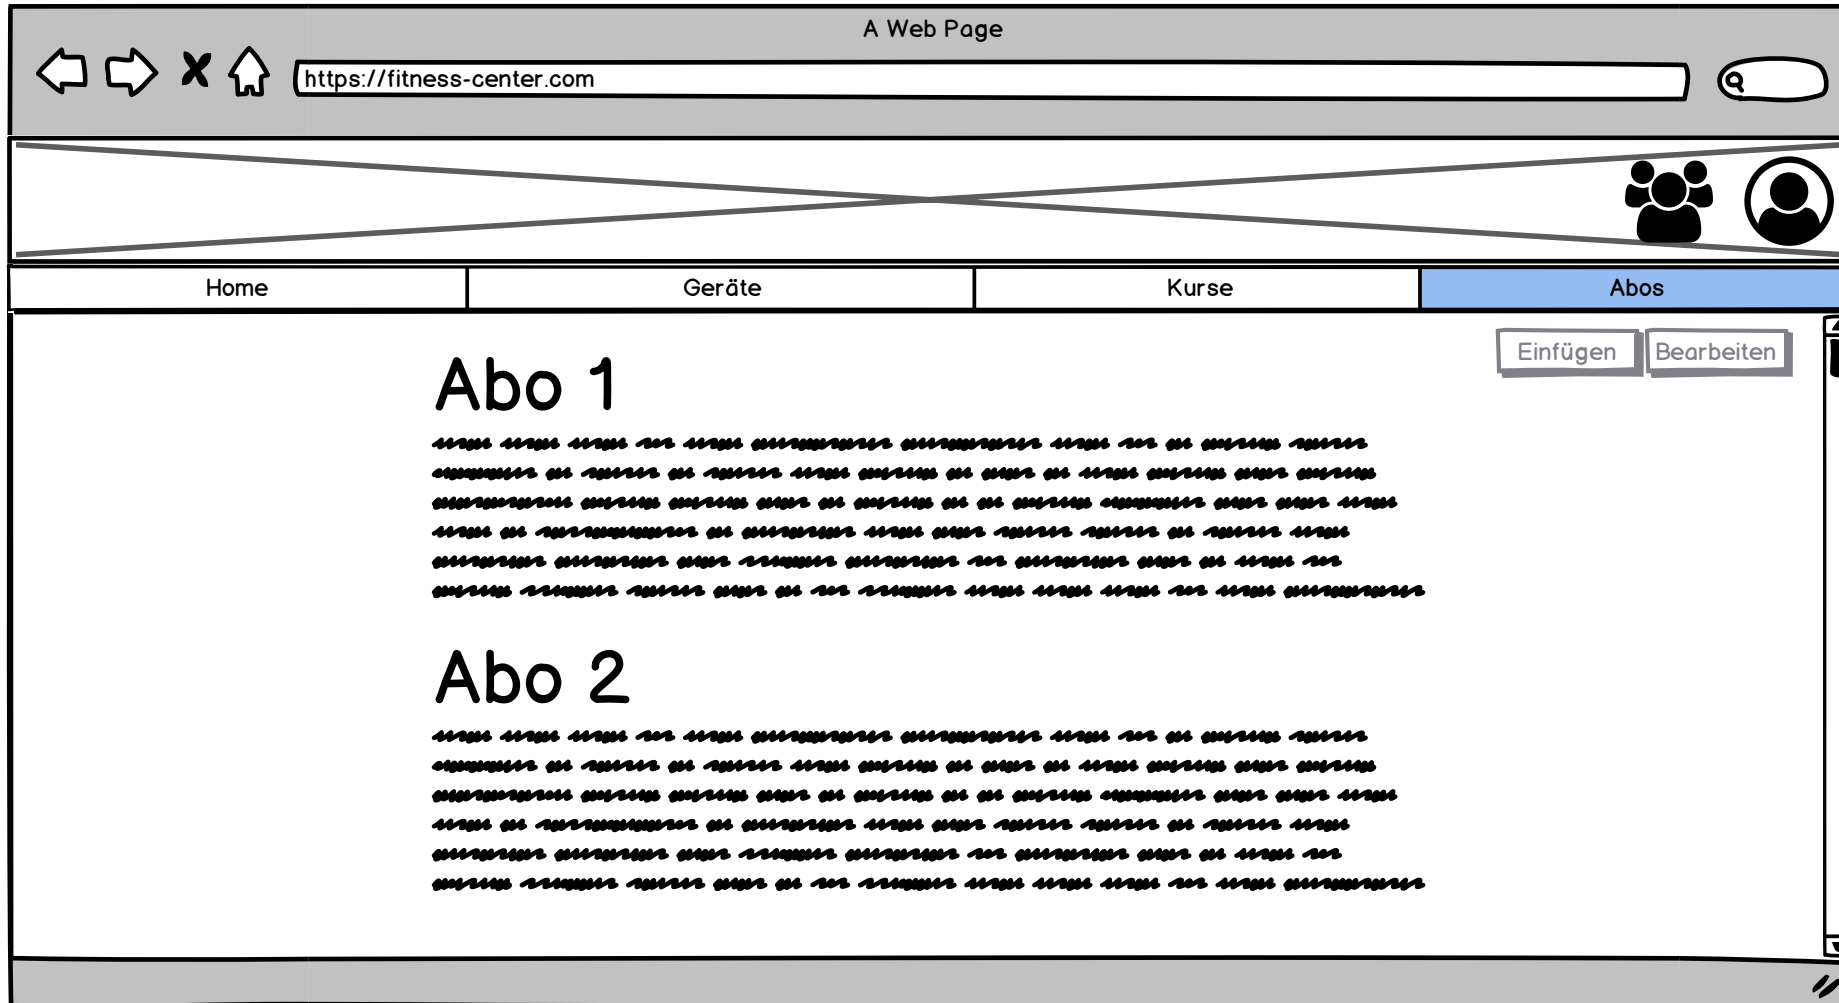 A Web Page
https://fitness-center.com
Home
Geräte
Kurse
Abos
Einfügen
Bearbeiten
Abo 1
Abo 2